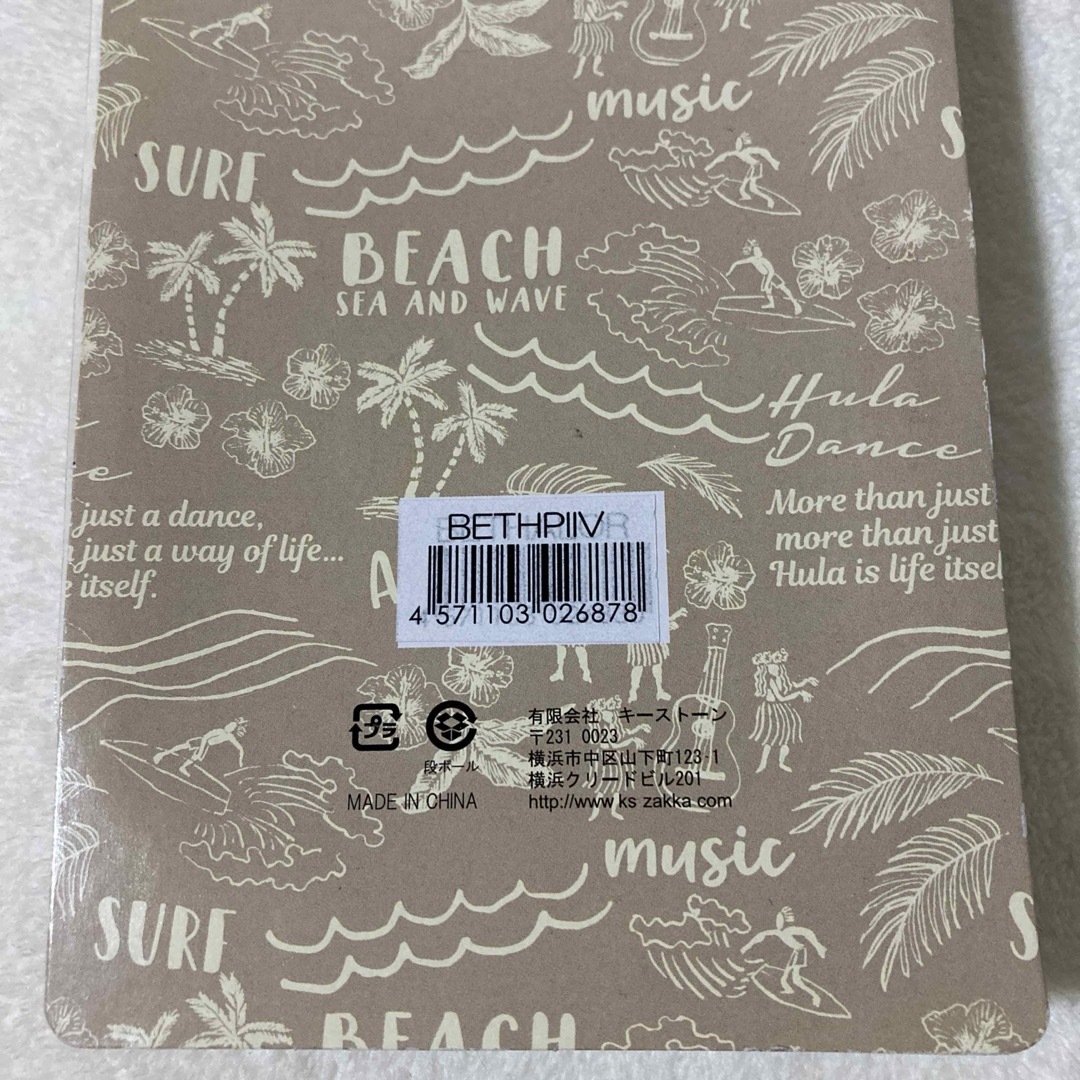 music
SURF
BEACH
SEA AND WAVE
Hula
Dance
just a dance,
just a way of life...
itself.
More than just
more than just
Hula is life itsel
BETHPIIV
4 571103 026878
プラ
段ボール
MADE IN CHINA
有限会社 キーストーン
〒231 0023
横浜市中区山下町123-1
横浜クリードビル201
http://www ks zakka com
music
SURF
BEACH